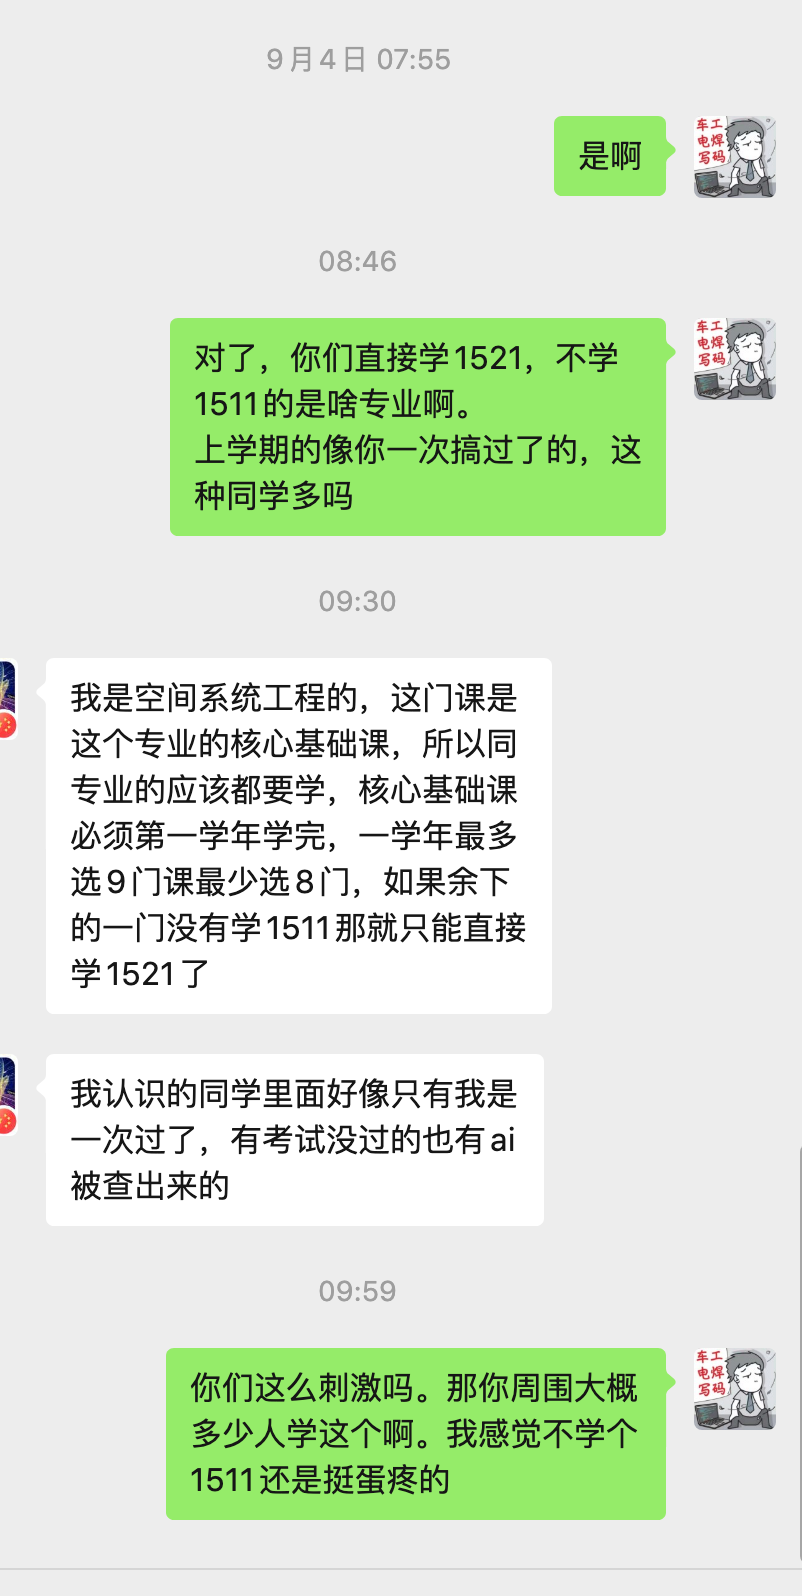 9月4日 07:55
是啊
车工
电焊
写码
08:46
对了，你们直接学1521，不学
1511的是啥专业啊。
上学期的像你一次搞过了的，这
种同学多吗
车工
电焊
写码
09:30
我是空间系统工程的，这门课是
这个专业的核心基础课，所以同
专业的应该都要学，核心基础课
必须第一学年学完，一学年最多
选9门课最少选8门，如果余下
的一门没有学1511那就只能直接
学1521了
我认识的同学里面好像只有我是
一次过了，有考试没过的也有ai
被查出来的
09:59
你们这么刺激吗。那你周围大概
多少人学这个啊。我感觉不学个
1511还是挺蛋疼的
车工
电焊
写码